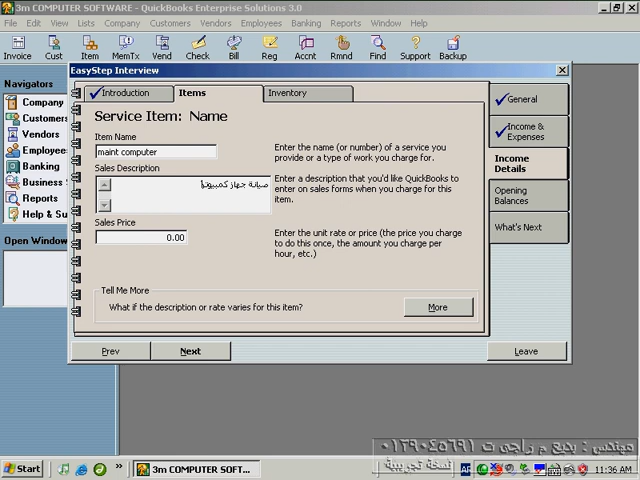 3m COMPUTER SOFTWARE - QuickBooks Enterprise Solutions 3.0
File Edit View Lists Company Customers Vendors Employees Banking Reports Window Help
Invoice Cust Item MemTx Vend Check Bill Reg Accnt Rmnd Find Support Backup
EasyStep Interview
Navigators
Company
Customers
Vendors
Employees
Banking
Business S
Reports
Help & Su
Open Window
Introduction Items Inventory
Service Item: Name
Item Name
maint computer
Enter the name (or number) of a service you
provide or a type of work you charge for.
Sales Description
صيانة جهاز كمبيوتر
Enter a description that you'd like QuickBooks to
enter on sales forms when you charge for this
item.
Sales Price
0.00
Enter the unit rate or price (the price you charge
to do this once, the amount you charge per
hour, etc.)
Tell Me More
What if the description or rate varies for this item?
More
General
Income &
Expenses
Income
Details
Opening
Balances
What's Next
Prev Next Leave
مهندس : بديع م راجى ت ٠١٢٩٠٤٥٦٩١
نسخة تجريبية
Start
»
3m COMPUTER SOFT...
AR
11:36 AM